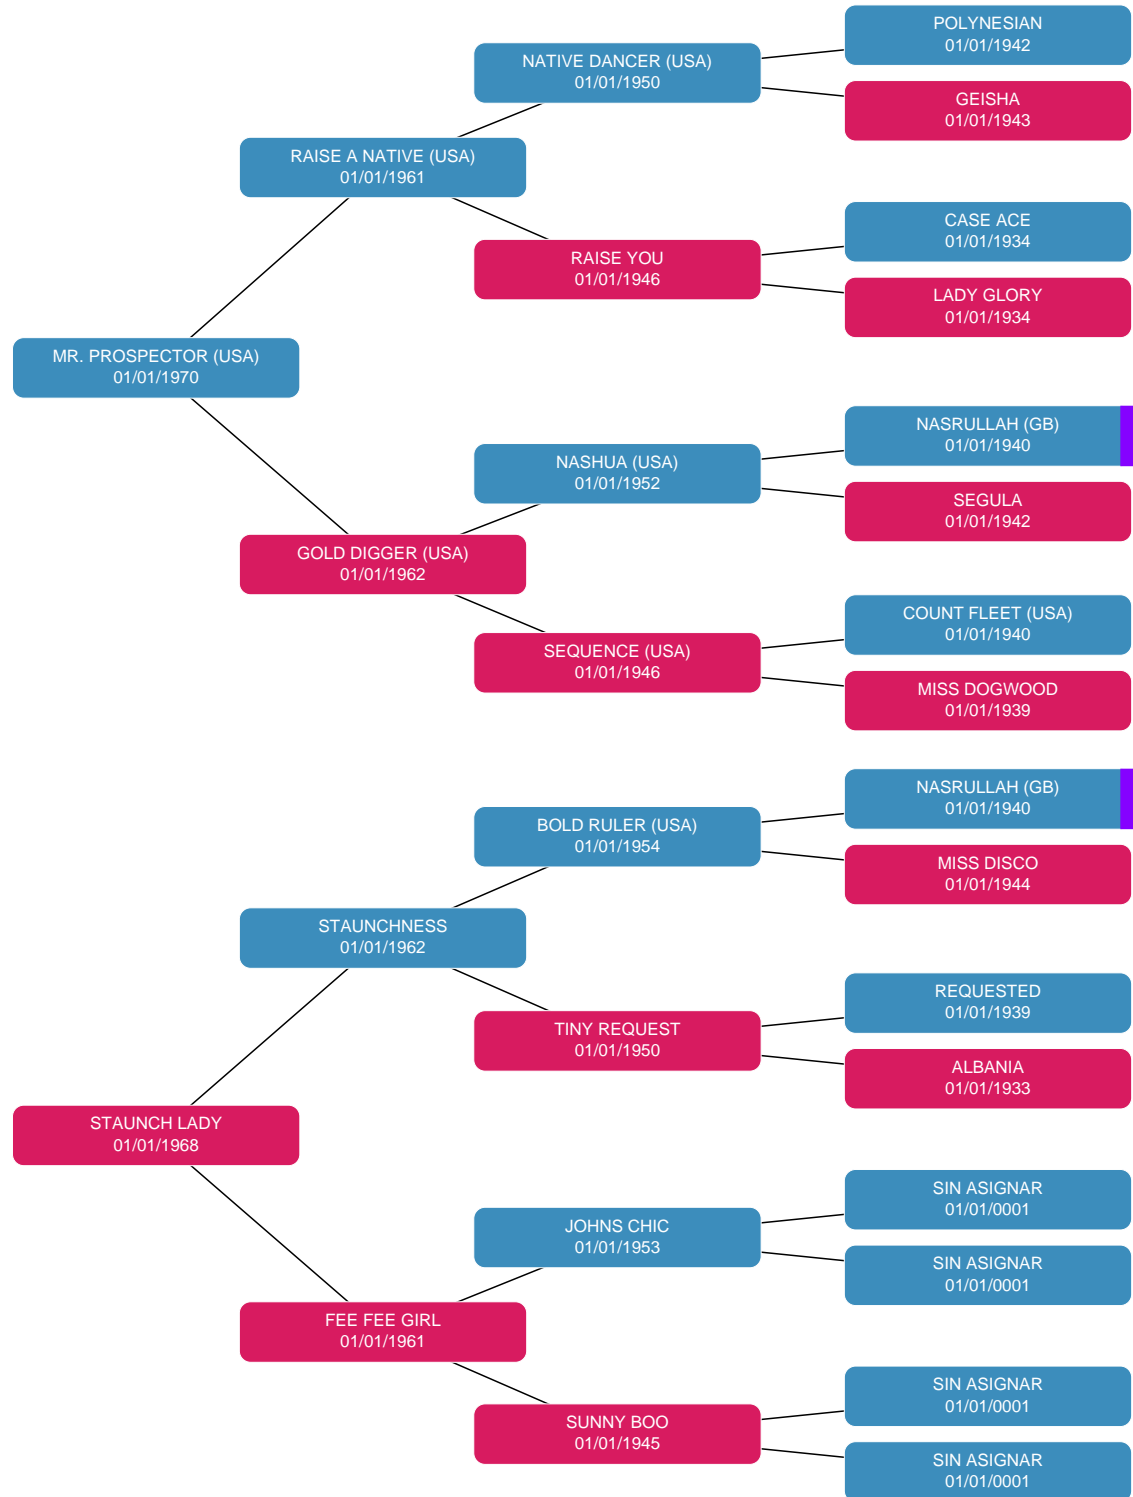 POLYNESIAN
01/01/1942
NATIVE DANCER (USA)
01/01/1950
GEISHA
01/01/1943
RAISE A NATIVE (USA)
01/01/1961
CASE ACE
01/01/1934
RAISE YOU
01/01/1946
LADY GLORY
01/01/1934
MR. PROSPECTOR (USA)
01/01/1970
NASRULLAH (GB)
01/01/1940
NASHUA (USA)
01/01/1952
SEGULA
01/01/1942
GOLD DIGGER (USA)
01/01/1962
COUNT FLEET (USA)
01/01/1940
SEQUENCE (USA)
01/01/1946
MISS DOGWOOD
01/01/1939
NASRULLAH (GB)
01/01/1940
BOLD RULER (USA)
01/01/1954
MISS DISCO
01/01/1944
STAUNCHNESS
01/01/1962
REQUESTED
01/01/1939
TINY REQUEST
01/01/1950
ALBANIA
01/01/1933
STAUNCH LADY
01/01/1968
SIN ASIGNAR
01/01/0001
JOHNS CHIC
01/01/1953
SIN ASIGNAR
01/01/0001
FEE FEE GIRL
01/01/1961
SIN ASIGNAR
01/01/0001
SUNNY BOO
01/01/1945
SIN ASIGNAR
01/01/0001